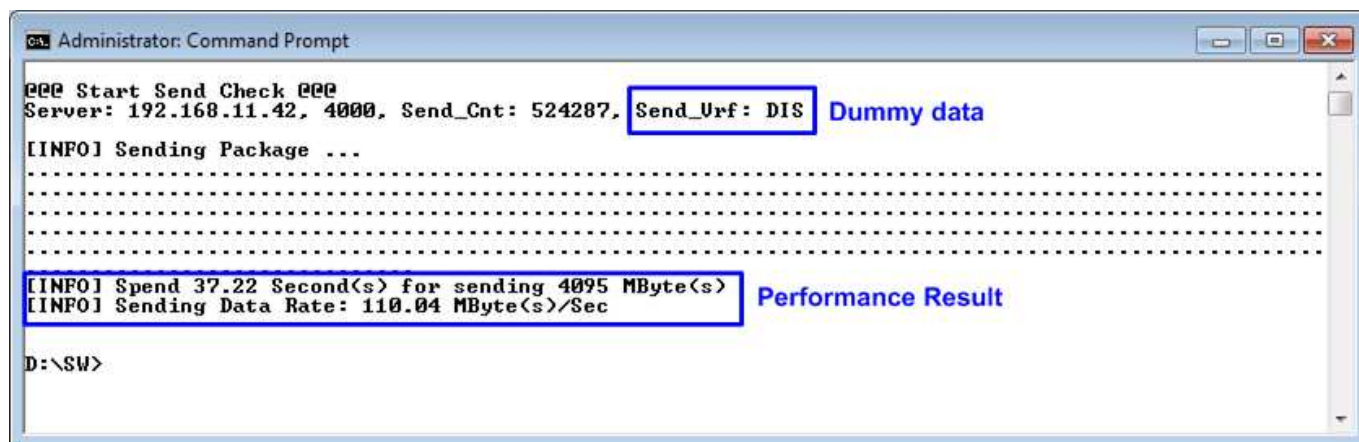 Administrator: Command Prompt
@@@ Start Send Check @@@
Server: 192.168.11.42, 4000, Send_Cnt: 524287, Send_Vrf: DIS
Dummy data
[INFO] Sending Package ...
[INFO] Spend 37.22 Second(s) for sending 4095 MByte(s)
[INFO] Sending Data Rate: 110.04 MByte(s)/Sec
Performance Result
D:\SW>